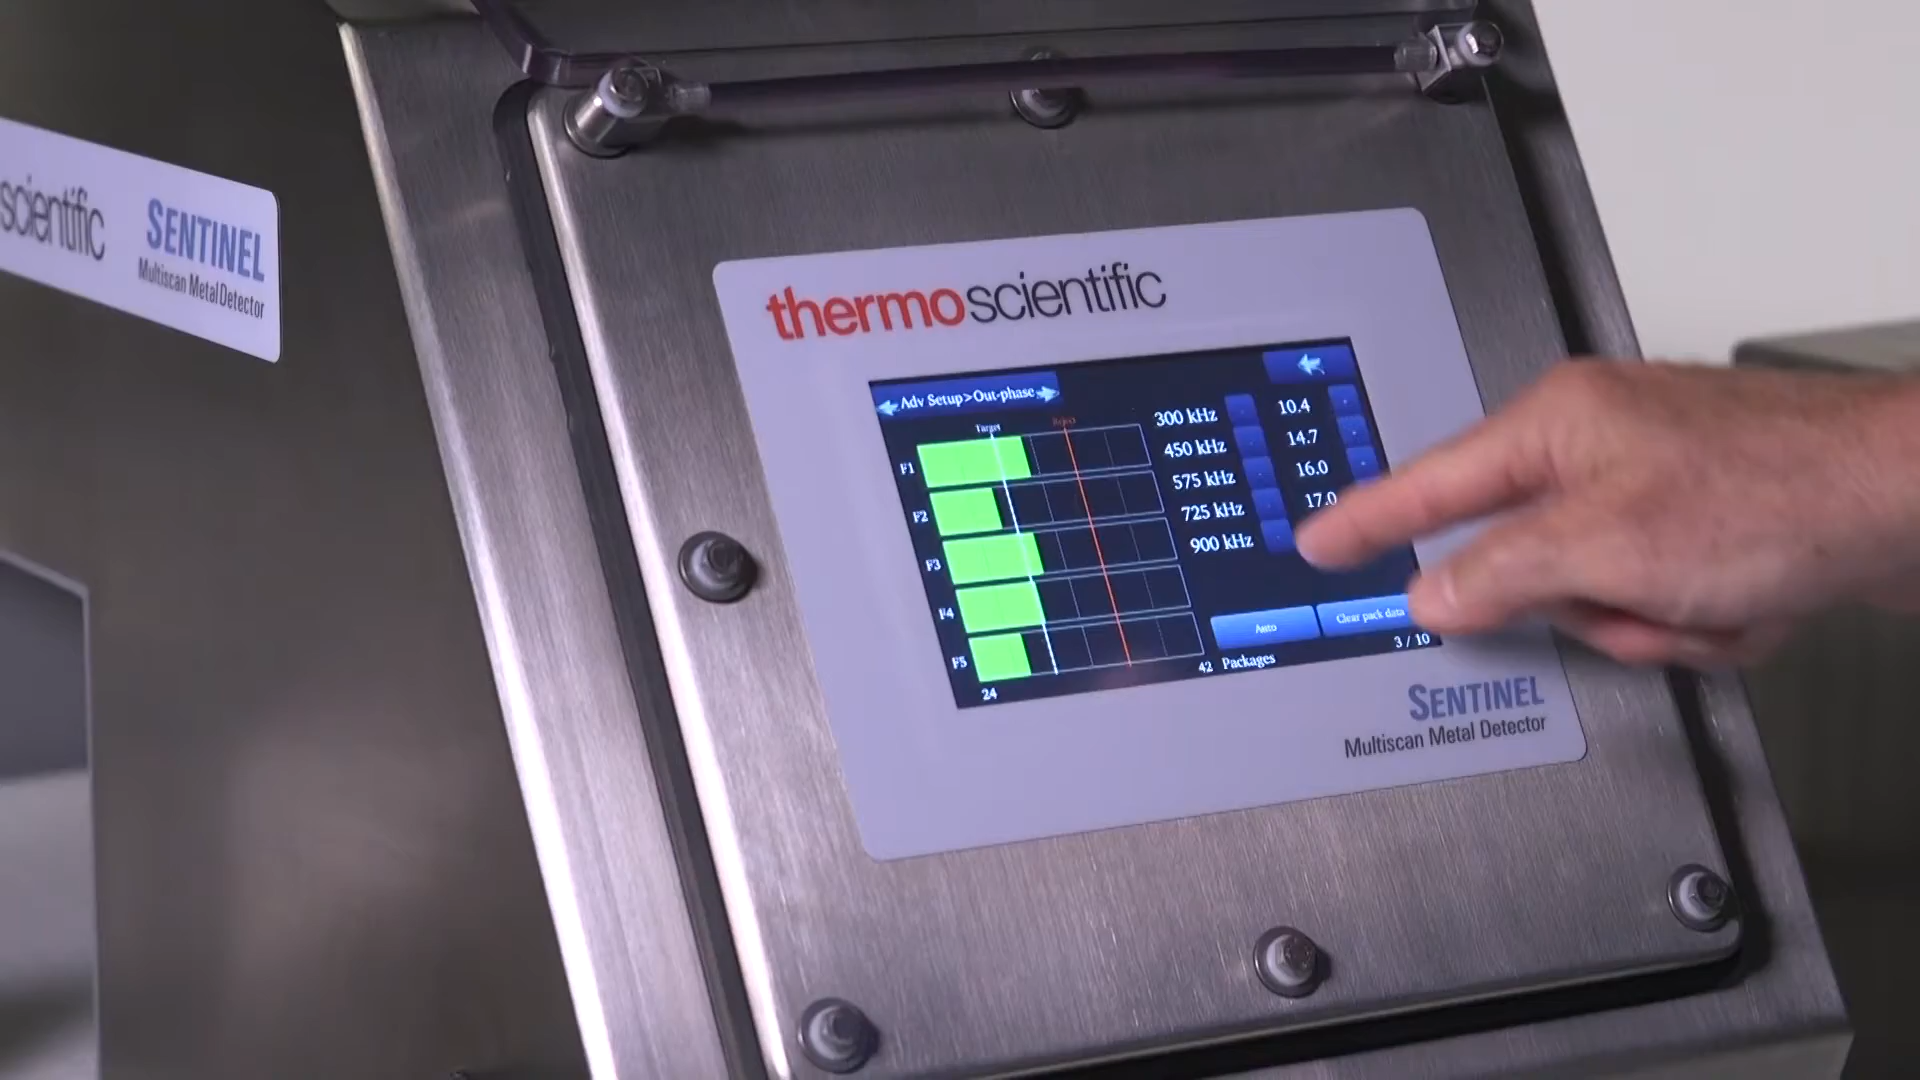 scientific
SENTINEL
Multiscan Metal Detector
thermoscientific
Adv Setup>Out-phase
Target
Reject
F1
F2
F3
F4
F5
24
42
300 kHz 10.4
450 kHz 14.7
575 kHz 16.0
725 kHz 17.0
900 kHz
Auto
Clear pack data
Packages 3 / 10
SENTINEL
Multiscan Metal Detector